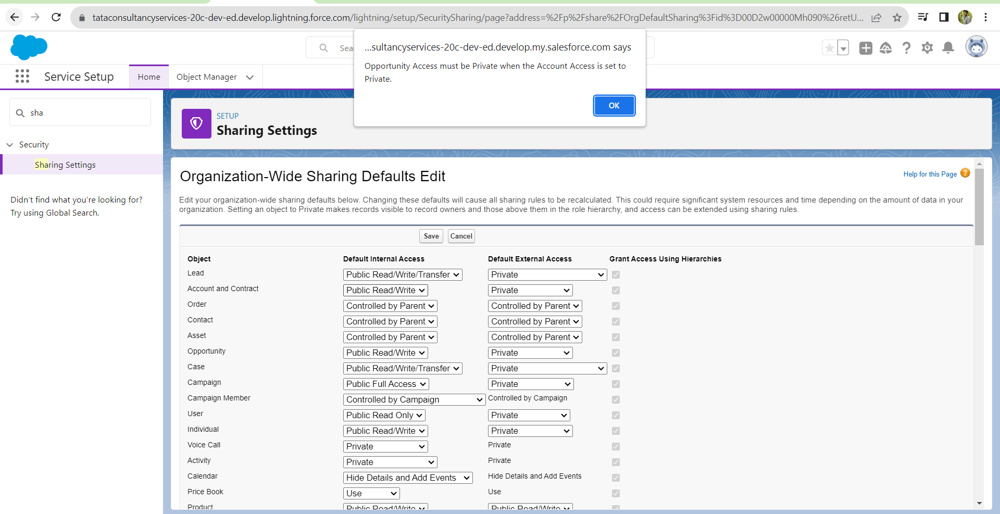 tataconsultancyservices-20c-dev-ed.develop.lightning.force.com/lightning/setup/SecuritySharing/page?address=%2Fp%2Fshare%2FOrgDefaultSharing%3Fid%3D00D2w00000Mh090%26retU...
...sultancyservices-20c-dev-ed.develop.my.salesforce.com says
Opportunity Access must be Private when the Account Access is set to
Private.
OK
Sea
Service Setup
Home
Object Manager
sha
Security
Sharing Settings
Didn't find what you're looking for?
Try using Global Search.
SETUP
Sharing Settings
Organization-Wide Sharing Defaults Edit
Help for this Page ?
Edit your organization-wide sharing defaults below. Changing these defaults will cause all sharing rules to be recalculated. This could require significant system resources and time depending on the amount of data in your
organization. Setting an object to Private makes records visible to record owners and those above them in the role hierarchy, and access can be extended using sharing rules.
Save Cancel
Object Default Internal Access Default External Access Grant Access Using Hierarchies
Lead Public Read/Write/Transfer Private
Account and Contract Public Read/Write Private
Order Controlled by Parent Controlled by Parent
Contact Controlled by Parent Controlled by Parent
Asset Controlled by Parent Controlled by Parent
Opportunity Public Read/Write Private
Case Public Read/Write/Transfer Private
Campaign Public Full Access Private
Campaign Member Controlled by Campaign Controlled by Campaign
User Public Read Only Private
Individual Public Read/Write Private
Voice Call Private Private
Activity Private Private
Calendar Hide Details and Add Events Hide Details and Add Events
Price Book Use Use
Product Public Read/Write Public Read/Write